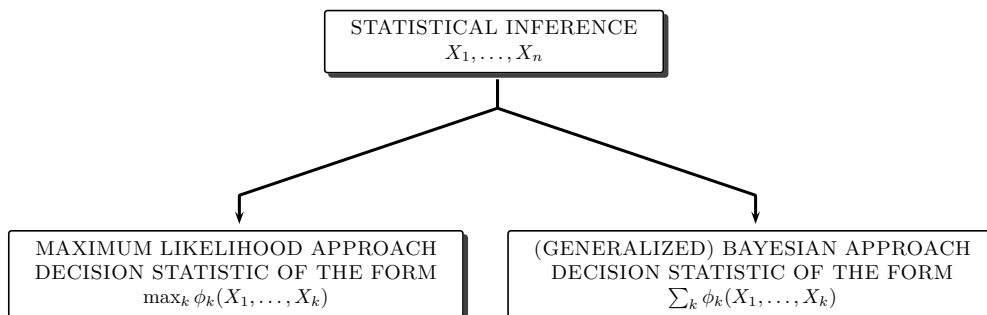 STATISTICAL INFERENCE
X₁, . . . , Xₙ
MAXIMUM LIKELIHOOD APPROACH
DECISION STATISTIC OF THE FORM
maxₖ ϕₖ(X₁, . . . , Xₖ)
(GENERALIZED) BAYESIAN APPROACH
DECISION STATISTIC OF THE FORM
∑ₖ ϕₖ(X₁, . . . , Xₖ)